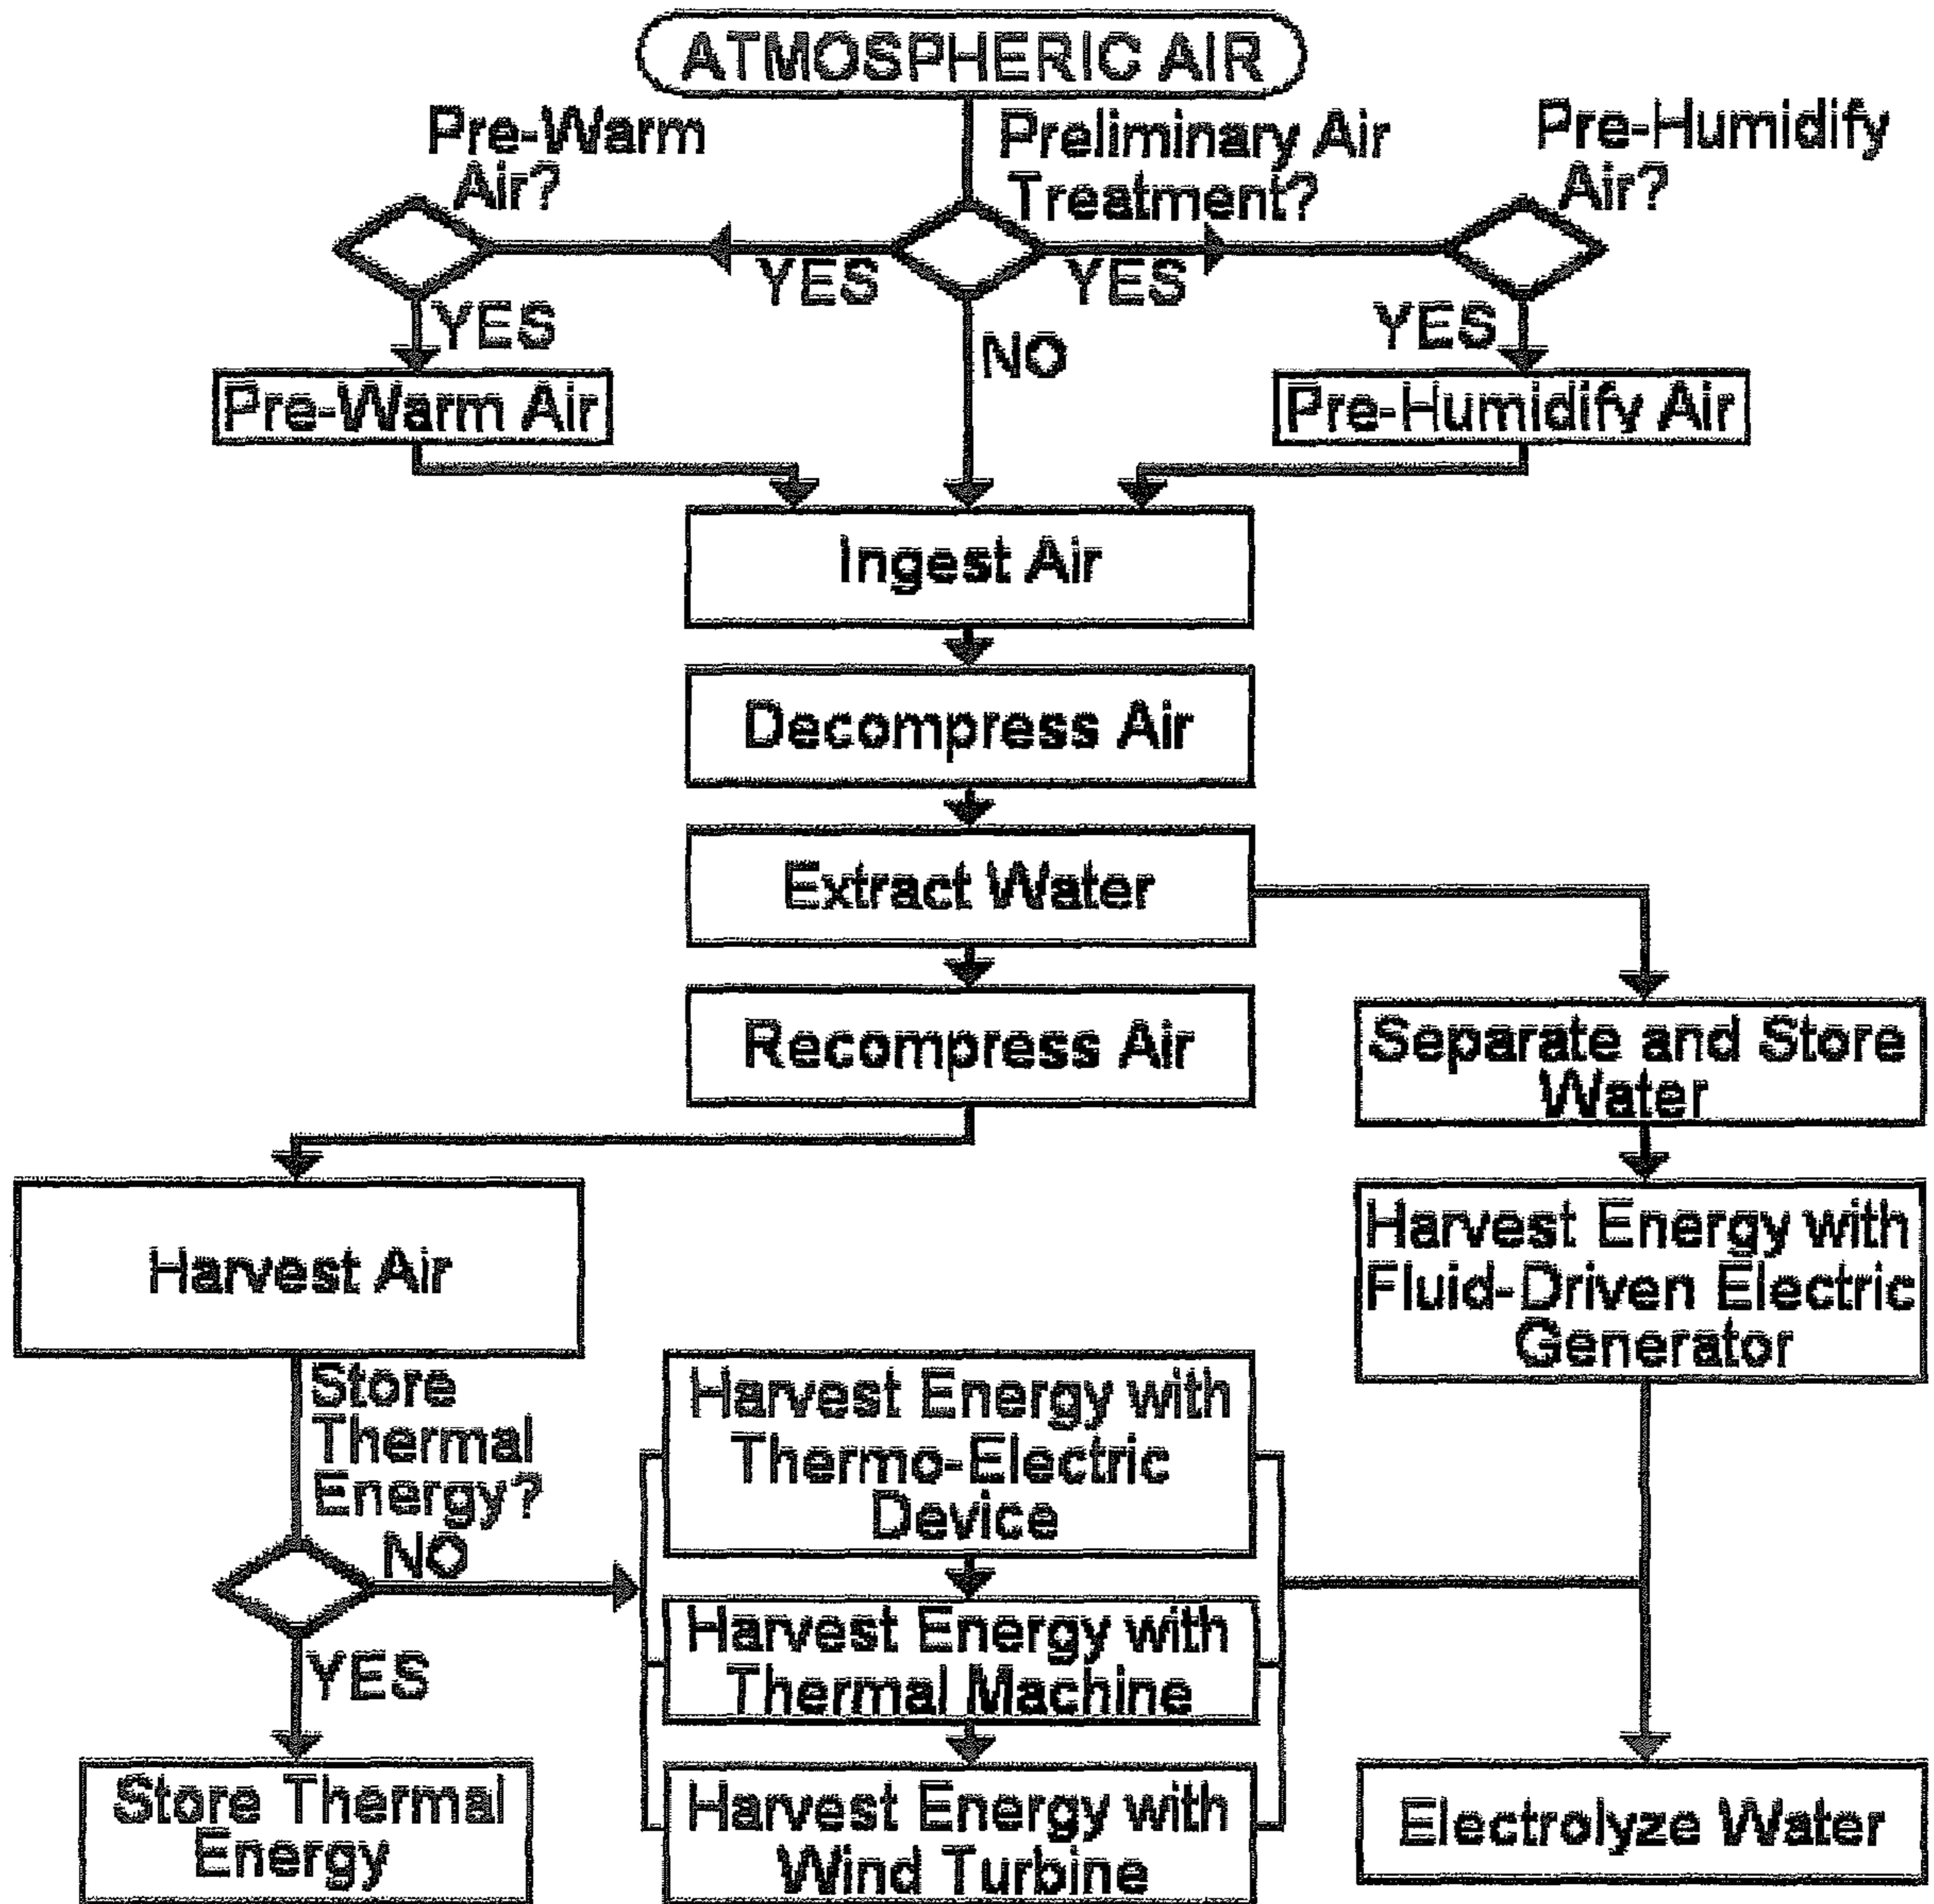 ATMOSPHERIC AIR
Pre-Warm
Air?
Preliminary Air
Treatment?
Pre-Humidify
Air?
YES
YES
YES
NO
YES
Pre-Warm Air
Pre-Humidify Air
Ingest Air
Decompress Air
Extract Water
Recompress Air
Separate and Store
Water
Harvest Air
Harvest Energy with
Fluid-Driven Electric
Generator
Store
Thermal
Energy?
NO
YES
Harvest Energy with
Thermo-Electric
Device
Harvest Energy with
Thermal Machine
Store Thermal
Energy
Harvest Energy with
Wind Turbine
Electrolyze Water